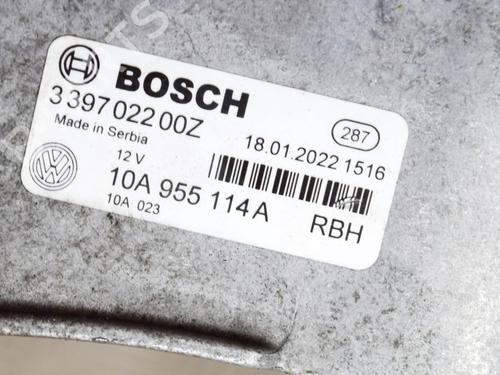 BOSCH
3 397 022 00Z
Made in Serbia
287
18.01.2022 1516
12 V
10A 955 114A
10A 023
RBH